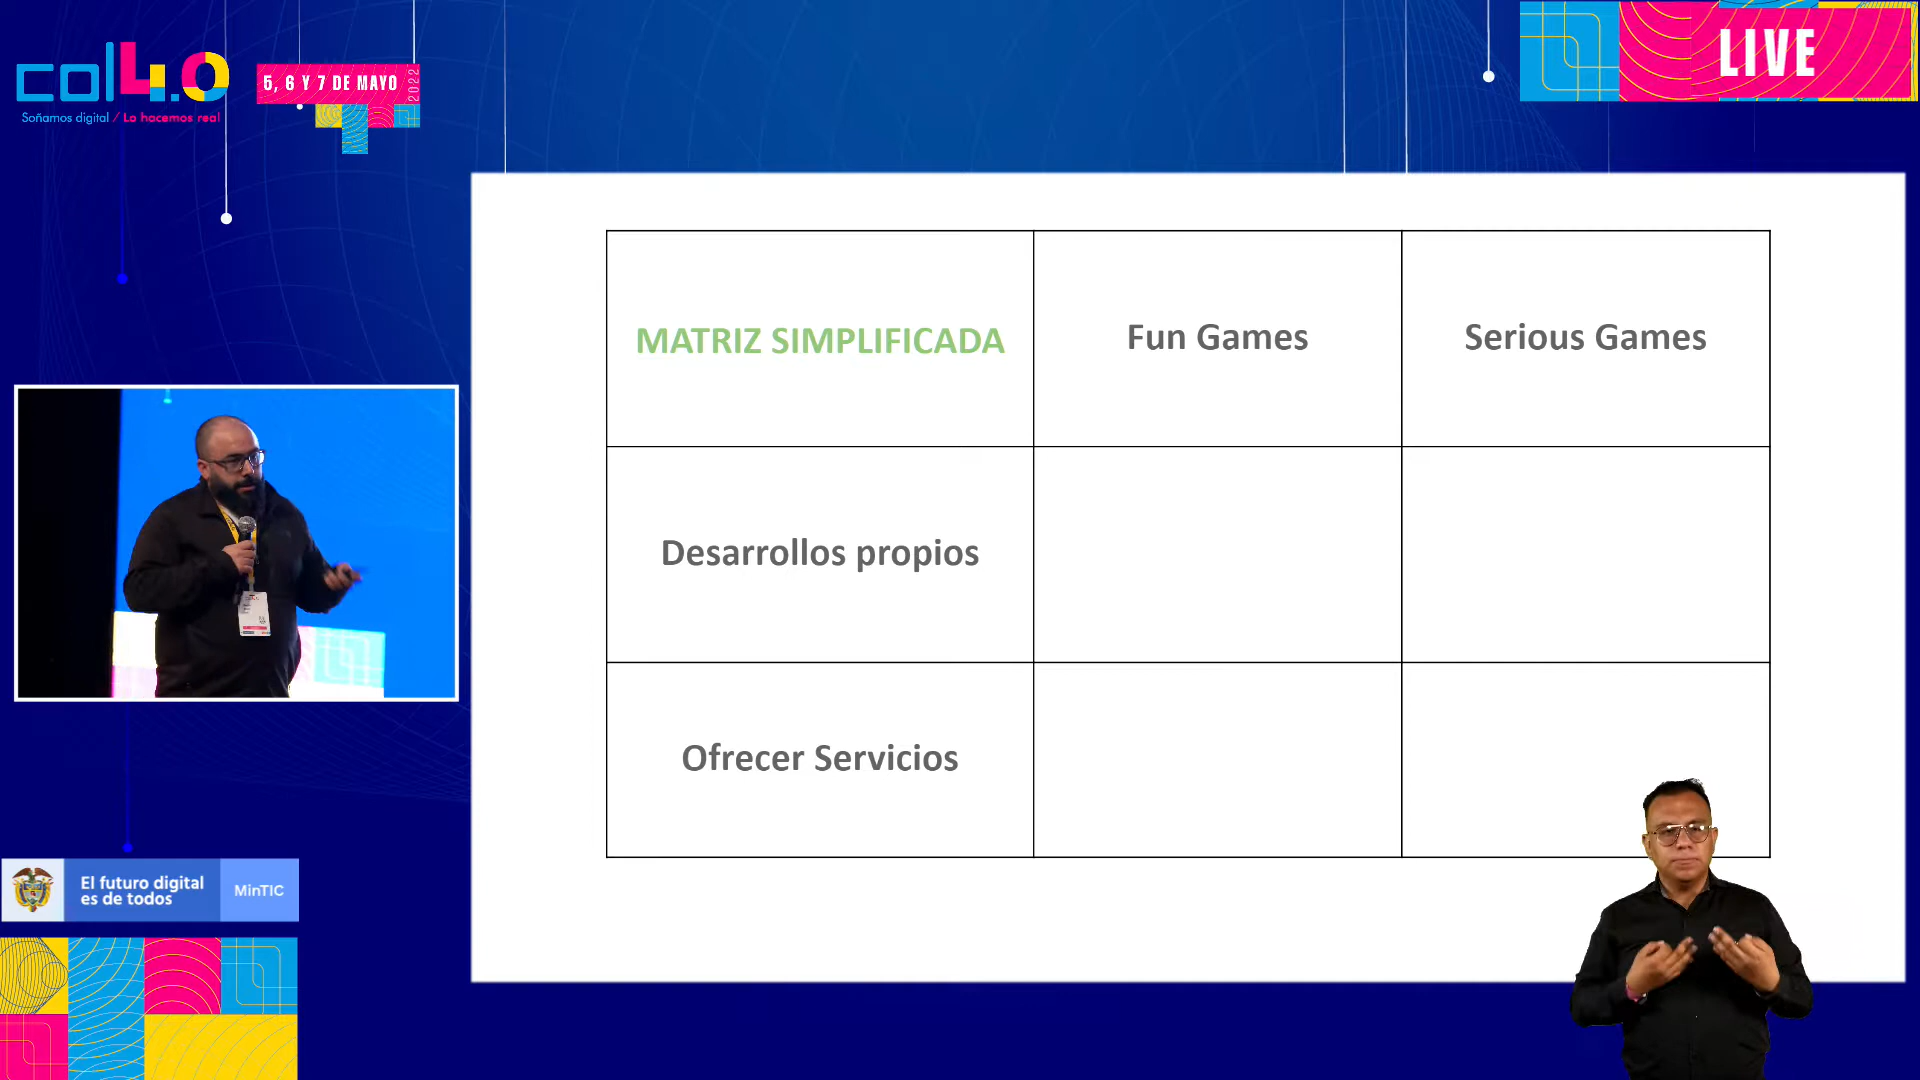 col4.0
Soñamos digital / Lo hacemos real
5, 6 Y 7 DE MAYO
2022
LIVE
MATRIZ SIMPLIFICADA
Fun Games
Serious Games
Desarrollos propios
Ofrecer Servicios
El futuro digital
es de todos
MinTIC